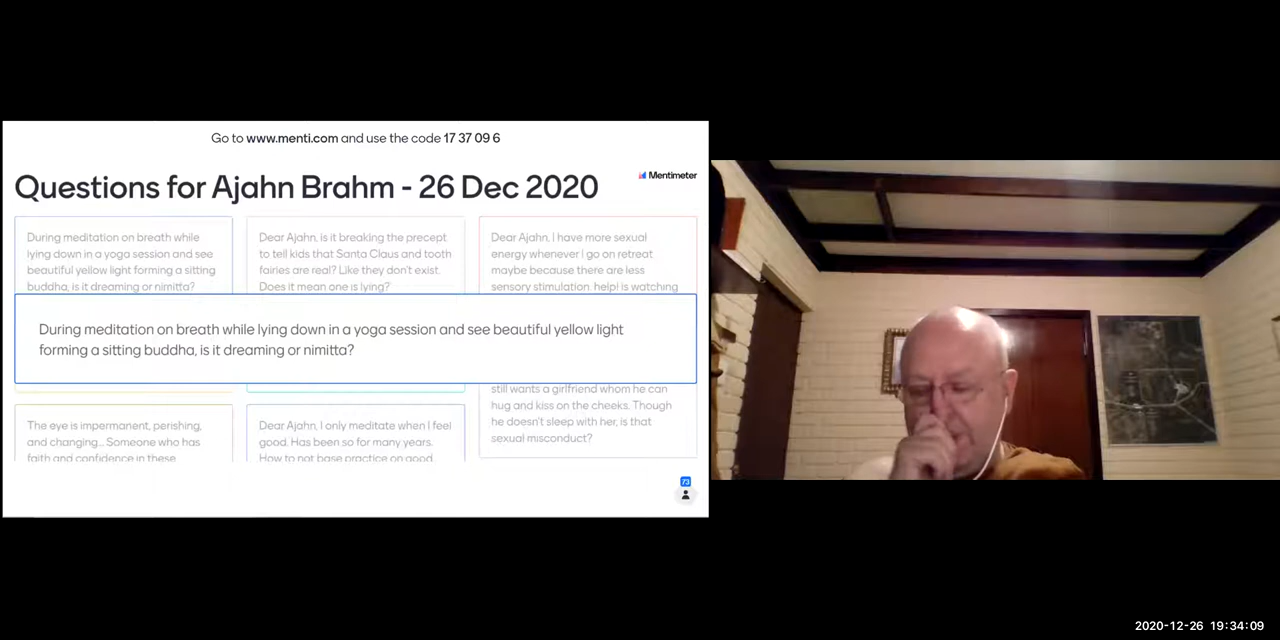 Go to www.menti.com and use the code 17 37 09 6
Questions for Ajahn Brahm - 26 Dec 2020
Mentimeter
During meditation on breath while
lying down in a yoga session and see
beautiful yellow light forming a sitting
buddha, is it dreaming or nimitta?
Dear Ajahn, is it breaking the precept
to tell kids that Santa Claus and tooth
fairies are real? Like they don't exist.
Does it mean one is lying?
Dear Ajahn, I have more sexual
energy whenever I go on retreat
maybe because there are less
sensory stimulation. help! is watching
During meditation on breath while lying down in a yoga session and see beautiful yellow light
forming a sitting buddha, is it dreaming or nimitta?
still wants a girlfriend whom he can
hug and kiss on the cheeks. Though
he doesn't sleep with her, is that
sexual misconduct?
The eye is impermanent, perishing,
and changing... Someone who has
faith and confidence in these
Dear Ajahn, I only meditate when I feel
good. Has been so for many years.
How to not base practice on good
73
2020-12-26 19:34:09